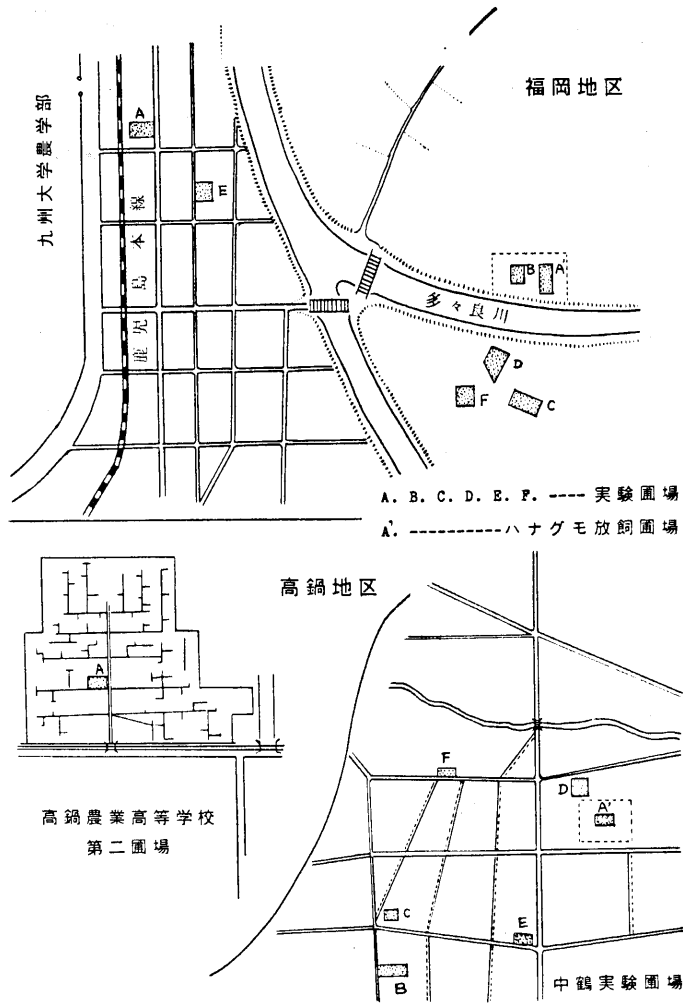 福岡地区
九州大学農学部
A
E
鹿児島本線
B A'
多々良川
D
F
C
A. B. C. D. E. F. ---- 実験圃場
A'. ----------ハナグモ放飼圃場
高鍋地区
A
高鍋農業高等学校
第二圃場
F
D
A'
C
E
B
中鶴実験圃場